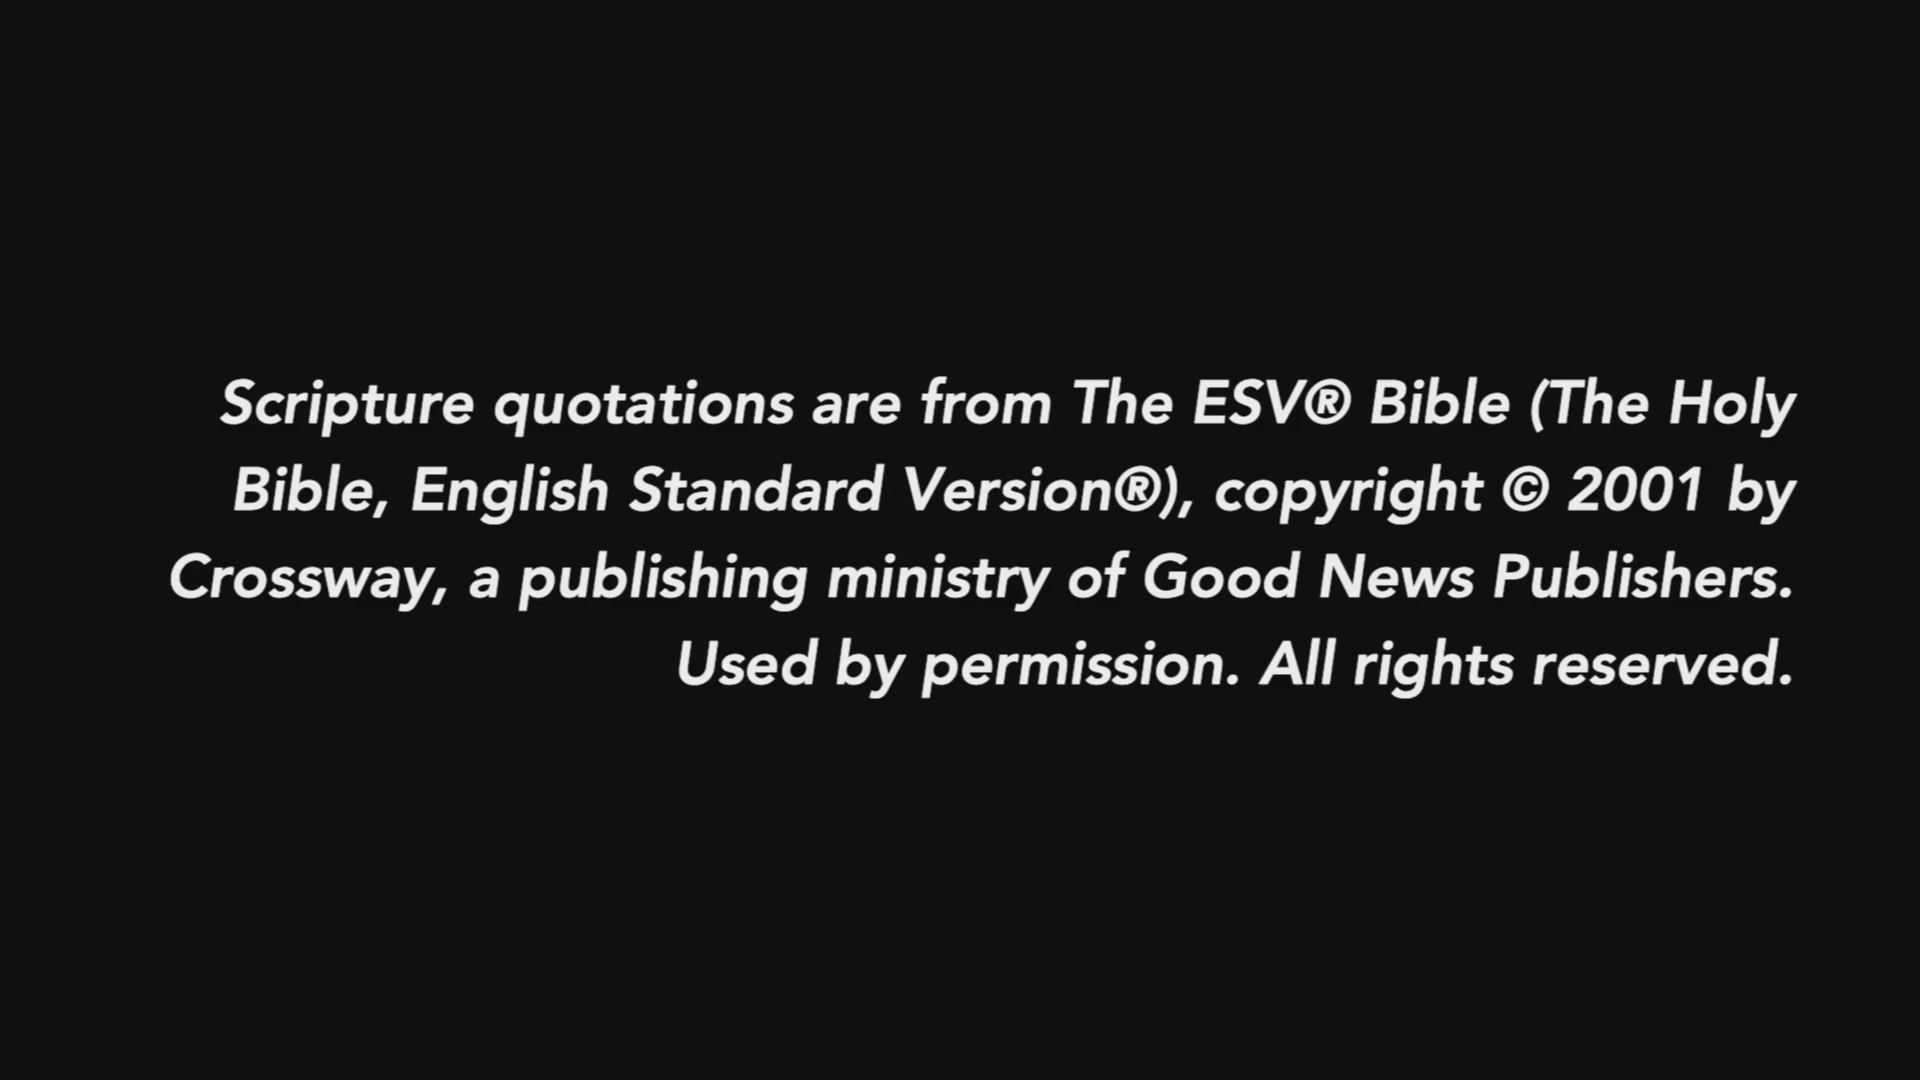 Scripture quotations are from The ESV® Bible (The Holy
Bible, English Standard Version®), copyright © 2001 by
Crossway, a publishing ministry of Good News Publishers.
Used by permission. All rights reserved.